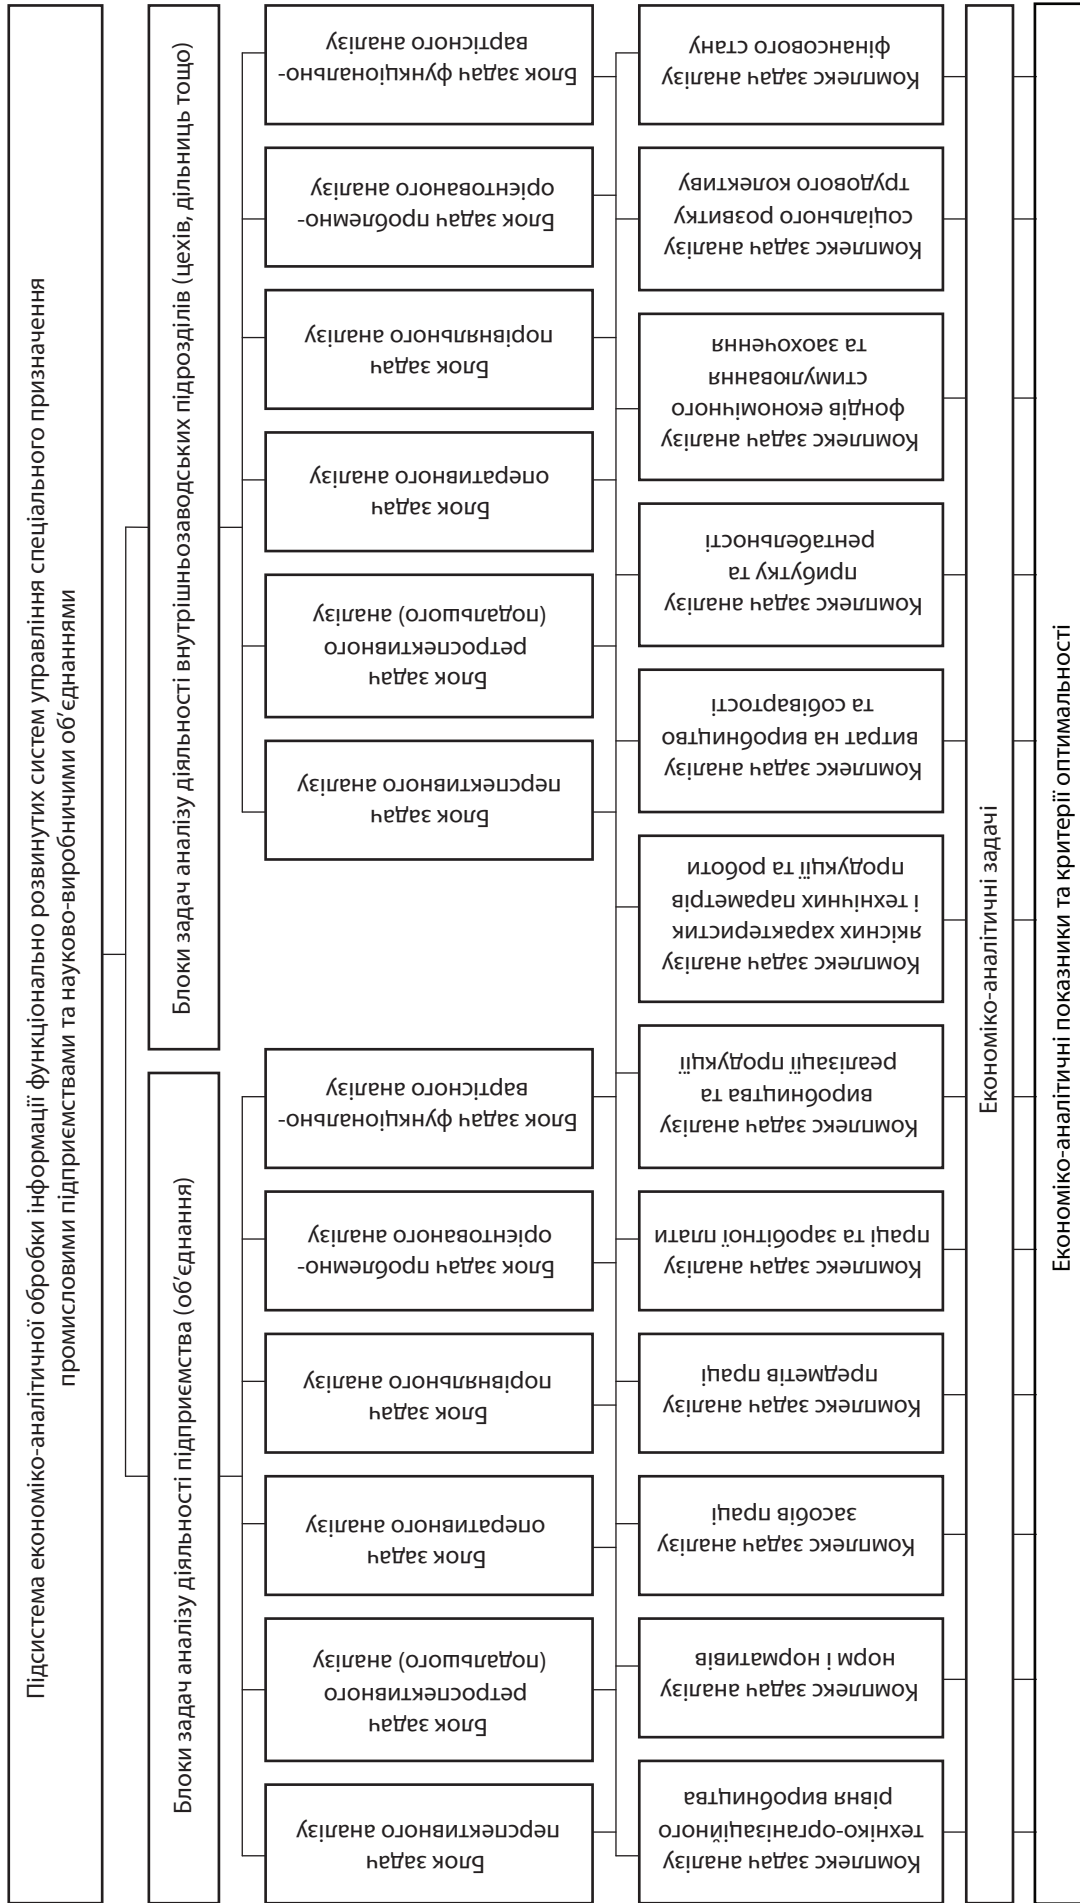 Підсистема економіко-аналітичної обробки інформації функціонально розвинутих систем управління спеціального призначення
промисловими підприємствами та науково-виробничими об’єднаннями
Блоки задач аналізу діяльності підприємства (об’єднання)
Блоки задач аналізу діяльності внутрішньозаводських підрозділів (цехів, дільниць тощо)
Блок задач
перспективного аналізу
Блок задач
ретроспективного
(подальшого) аналізу
Блок задач
оперативного аналізу
Блок задач
порівняльного аналізу
Блок задач проблемно-
орієнтованого аналізу
Блок задач функціонально-
вартісного аналізу
Блок задач
перспективного аналізу
Блок задач
ретроспективного
(подальшого) аналізу
Блок задач
оперативного аналізу
Блок задач
порівняльного аналізу
Блок задач проблемно-
орієнтованого аналізу
Блок задач функціонально-
вартісного аналізу
Комплекс задач аналізу
техніко-організаційного
рівня виробництва
Комплекс задач аналізу
норм і нормативів
Комплекс задач аналізу
засобів праці
Комплекс задач аналізу
предметів праці
Комплекс задач аналізу
праці та заробітної плати
Комплекс задач аналізу
виробництва та
реалізації продукції
Комплекс задач аналізу
якісних характеристик
і технічних параметрів
продукції та роботи
Комплекс задач аналізу
витрат на виробництво
та собівартості
Комплекс задач аналізу
прибутку та
рентабельності
Комплекс задач аналізу
фондів економічного
стимулювання
та заохочення
Комплекс задач аналізу
соціального розвитку
трудового колективу
Комплекс задач аналізу
фінансового стану
Економіко-аналітичні задачі
Економіко-аналітичні показники та критерії оптимальності